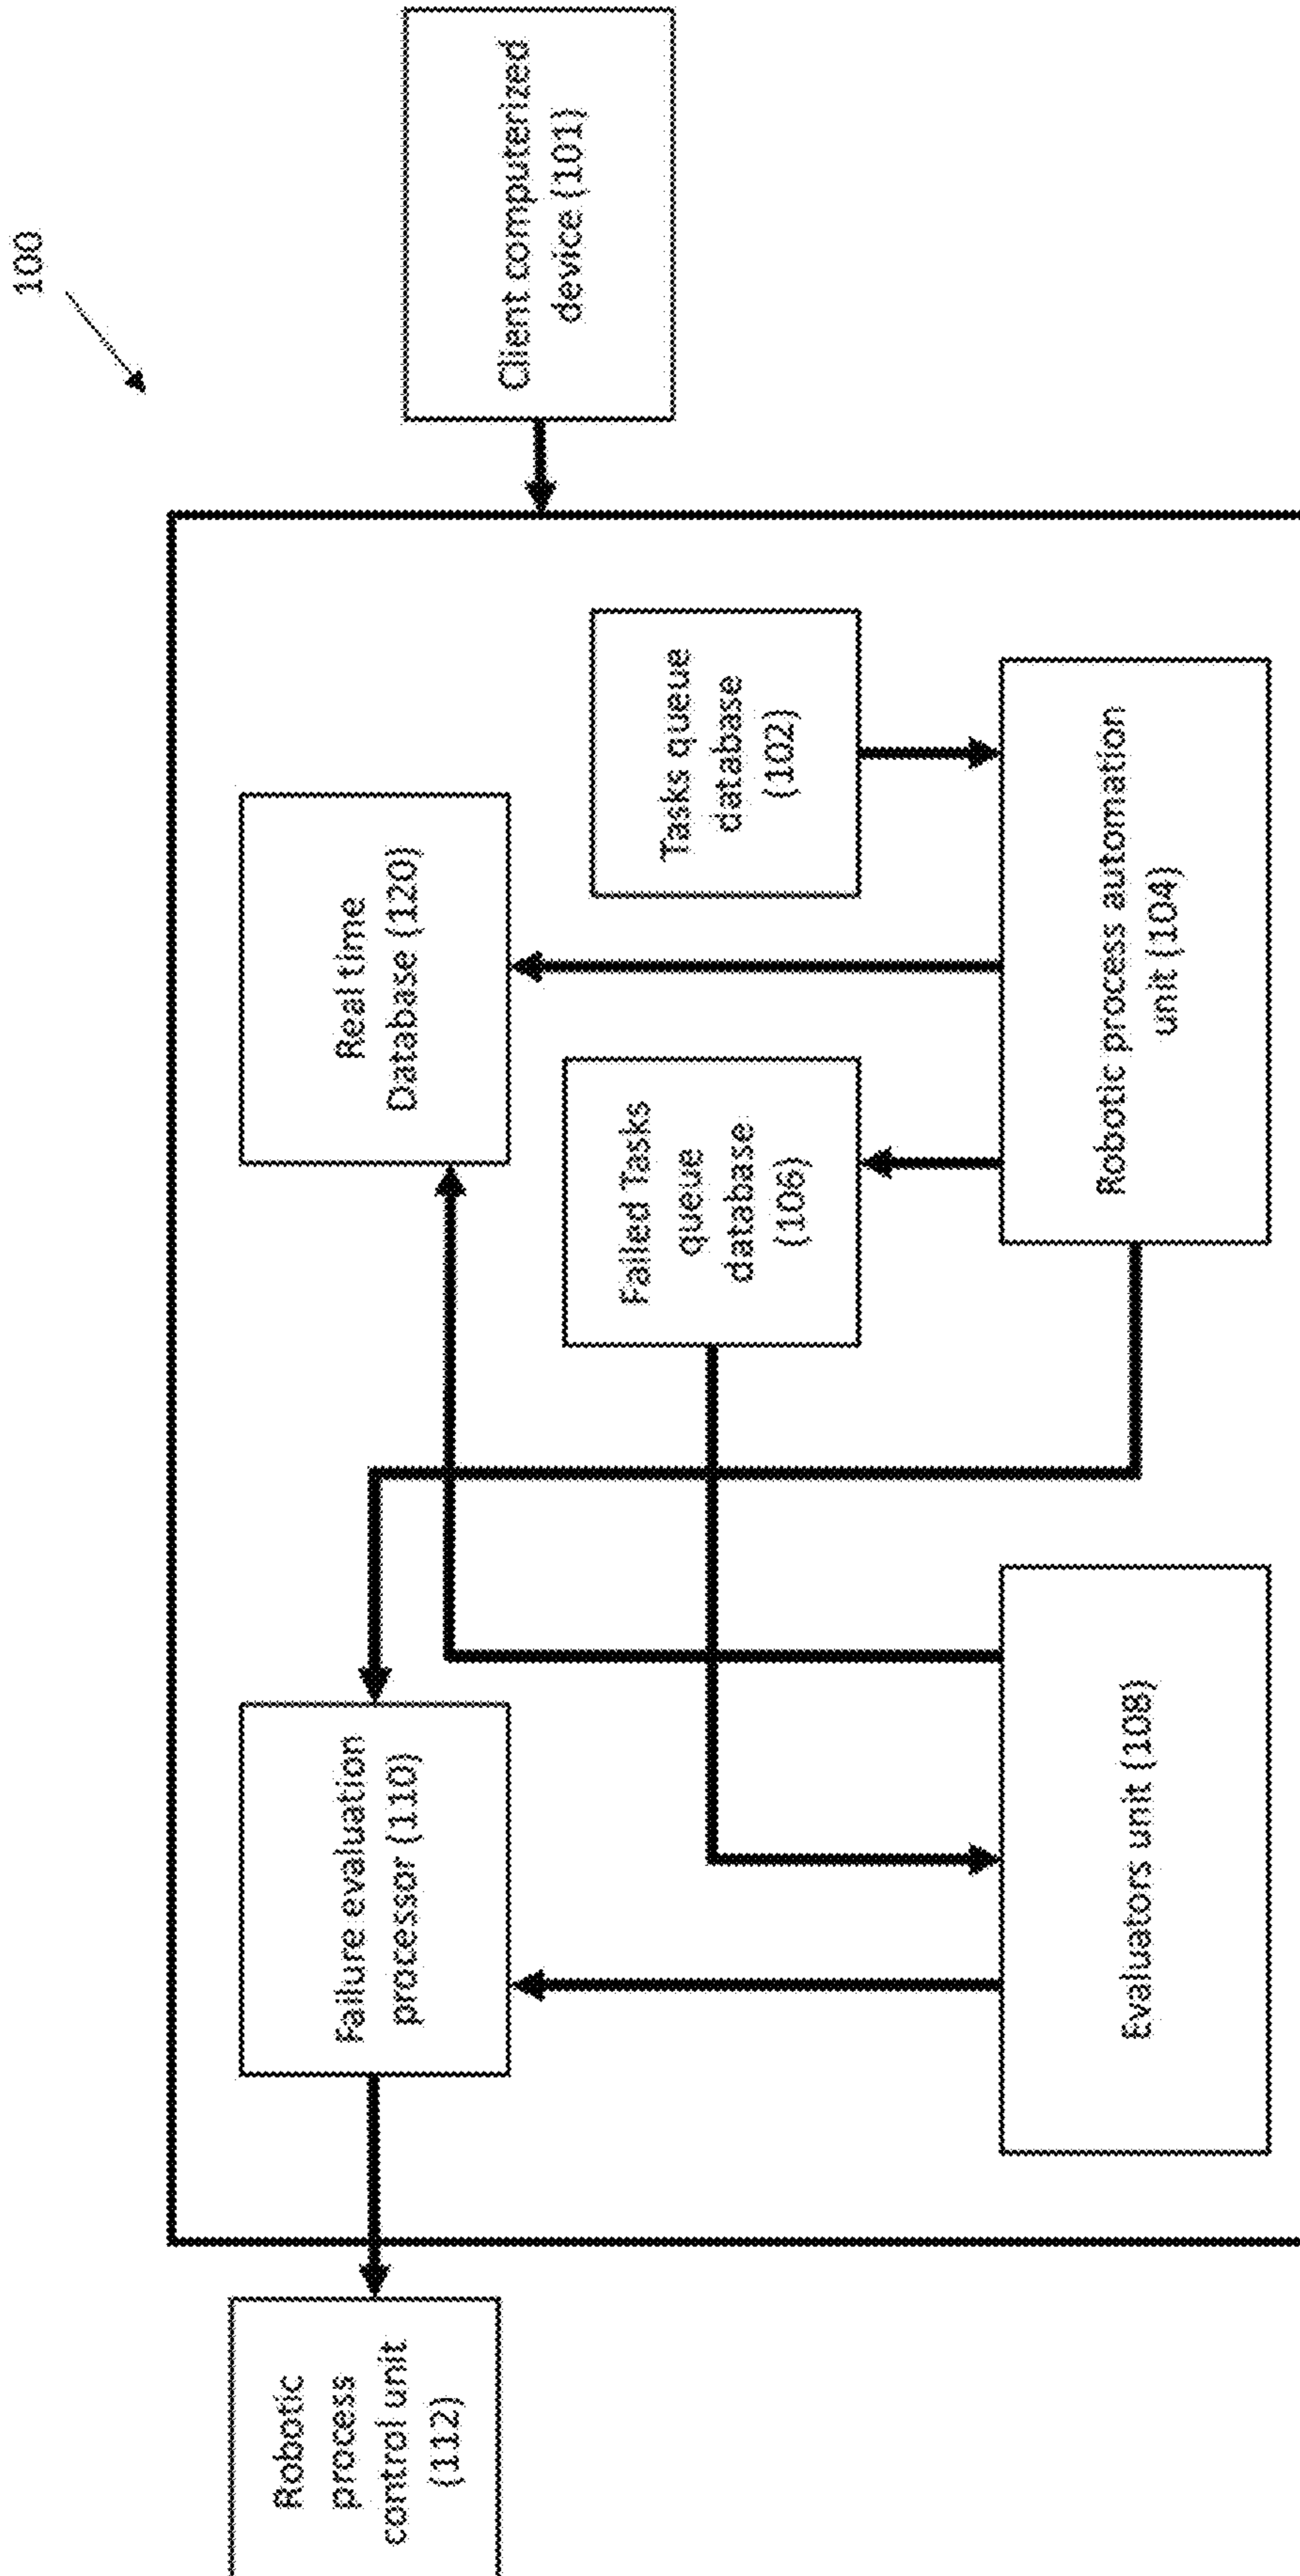 100
Client computerized
device (101)
Real time
Database (120)
Tasks queue
database
(102)
Failed Tasks
queue
database
(106)
Robotic process automation
unit (104)
Failure evaluation
processor (110)
Evaluators unit (108)
Robotic
process
control unit
(112)